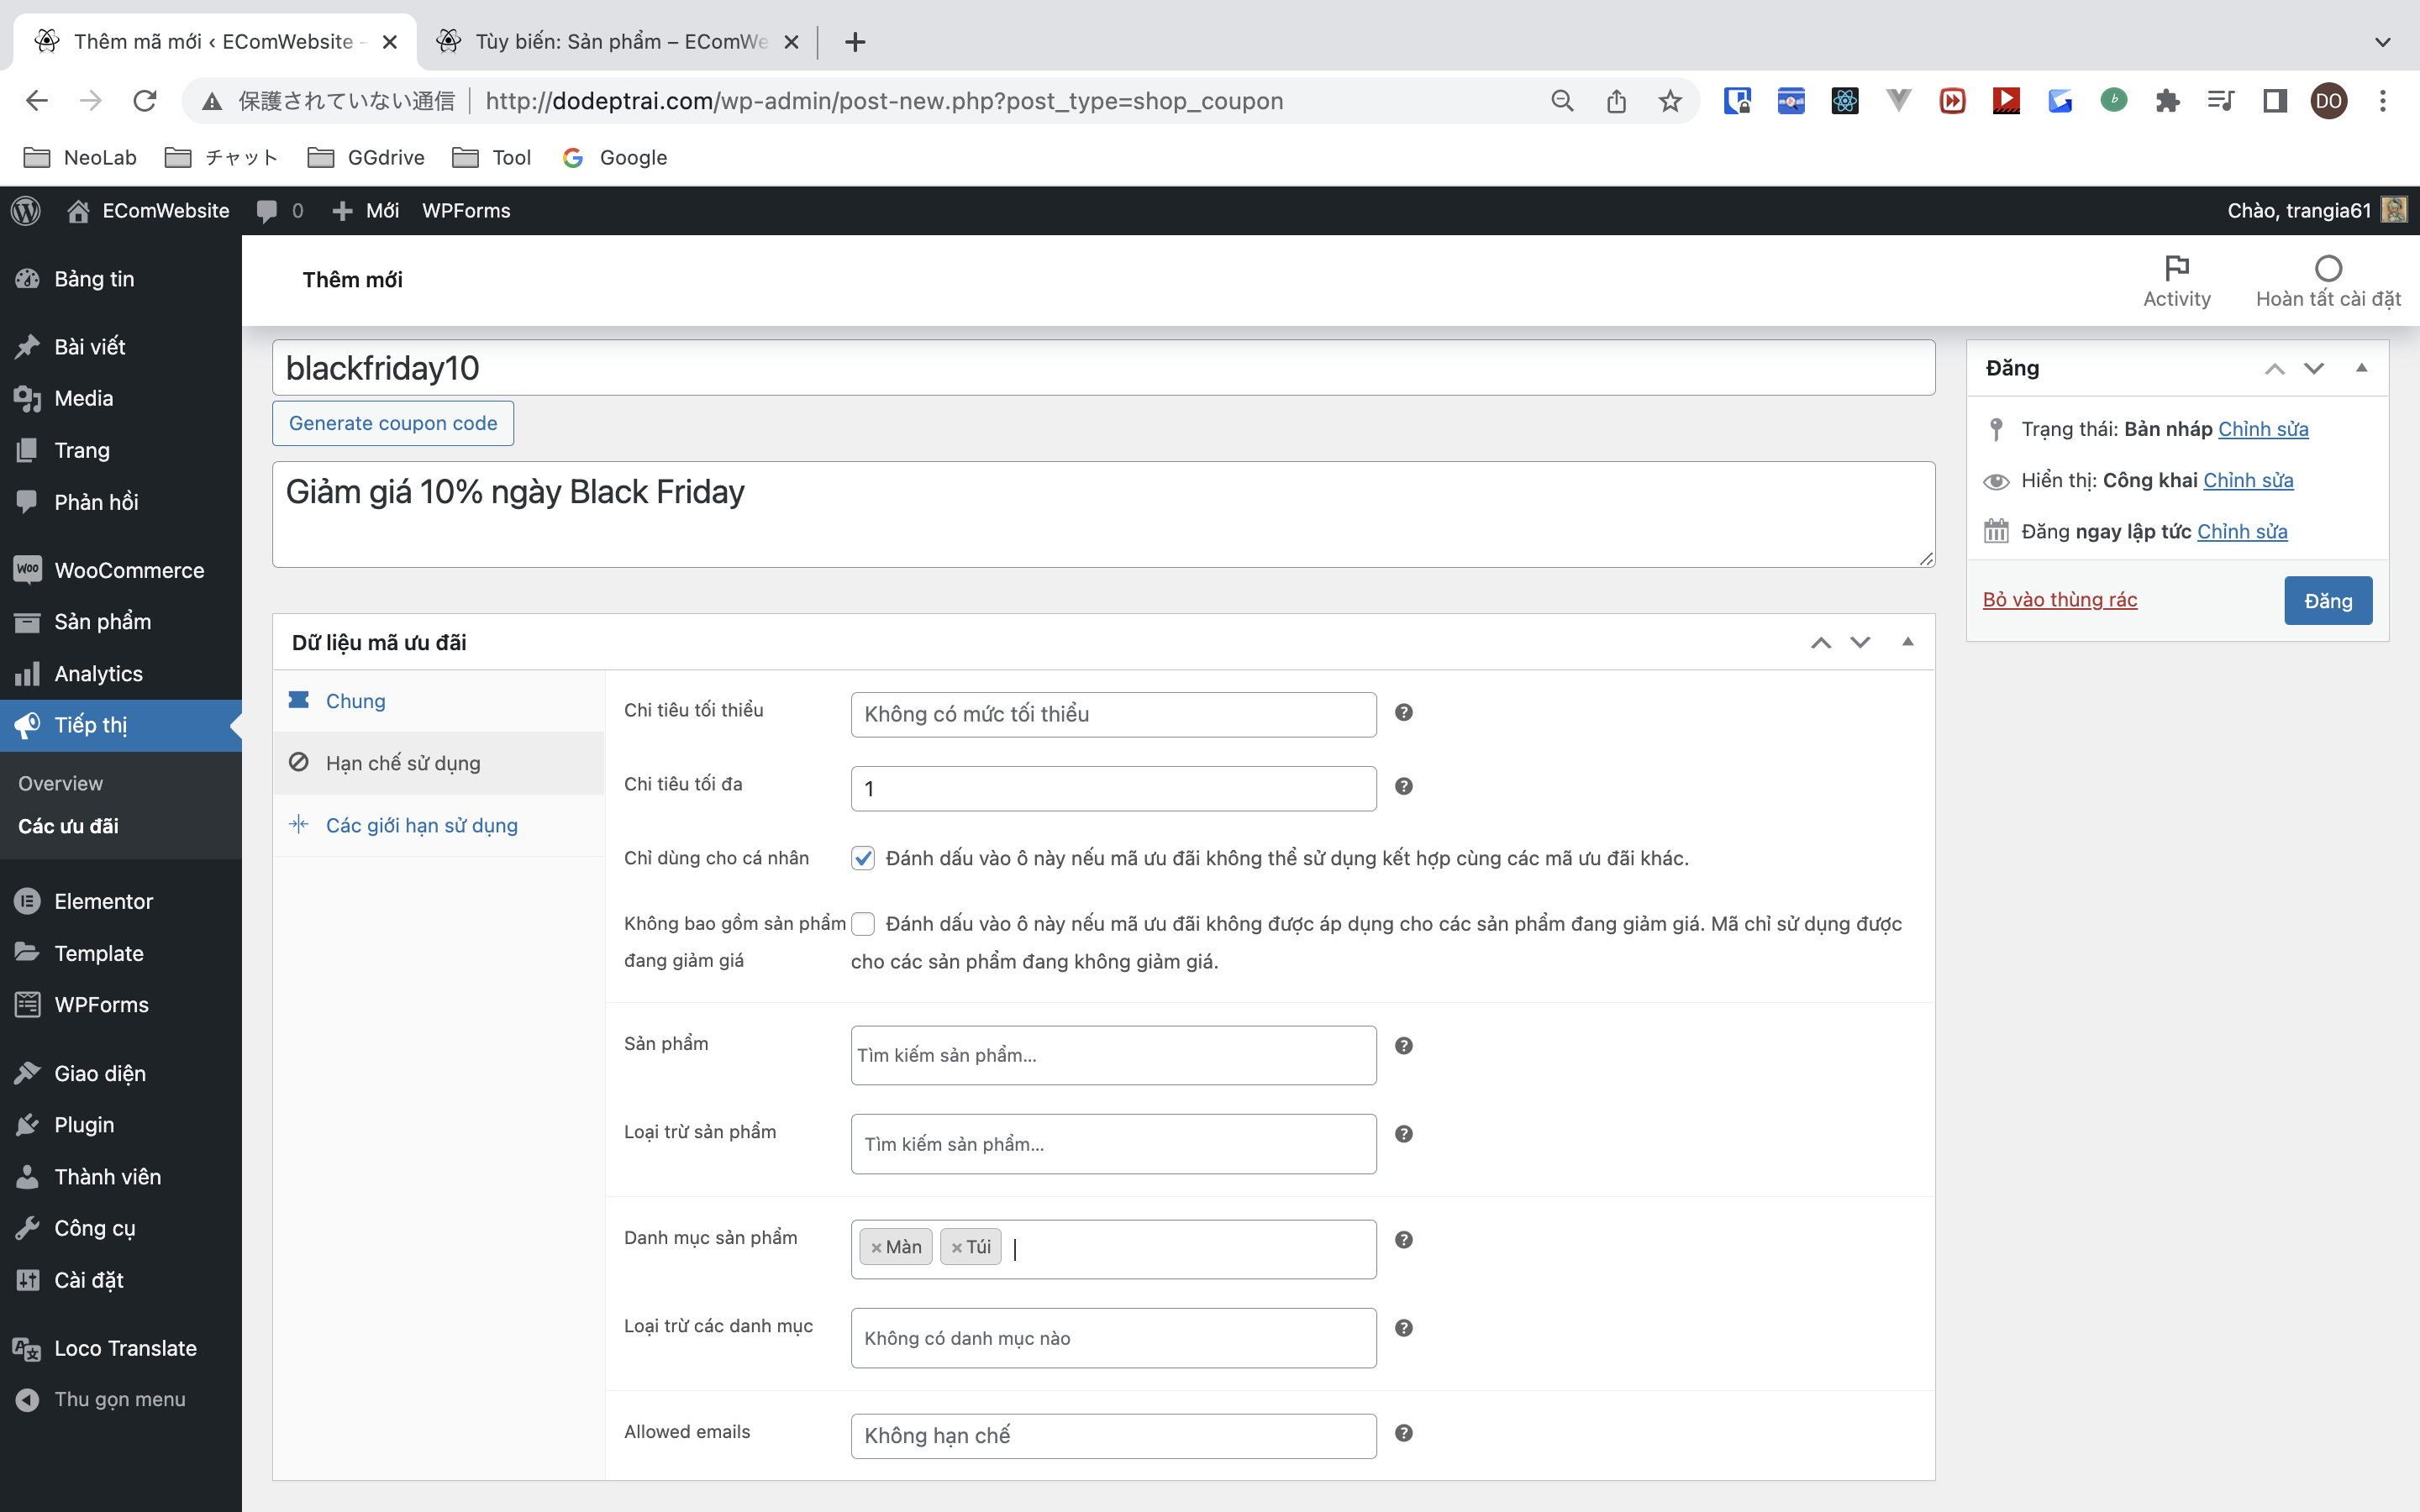 Thêm mã mới ‹ EComWebsite -
Tùy biến: Sản phẩm – EComWe
保護されていない通信 http://dodeptrai.com/wp-admin/post-new.php?post_type=shop_coupon
DO
NeoLab チャット GGdrive Tool Google
EComWebsite 0 Mới WPForms
Chào, trangia61
Thêm mới
Activity
Hoàn tất cài đặt
Bảng tin
Bài viết
Media
Trang
Phản hồi
WooCommerce
Sản phẩm
Analytics
Tiếp thị
Overview
Các ưu đãi
Elementor
Template
WPForms
Giao diện
Plugin
Thành viên
Công cụ
Cài đặt
Loco Translate
Thu gọn menu
blackfriday10
Generate coupon code
Giảm giá 10% ngày Black Friday
Dữ liệu mã ưu đãi
Chung
Hạn chế sử dụng
Các giới hạn sử dụng
Chi tiêu tối thiểu
Không có mức tối thiểu
Chi tiêu tối đa
1
Chỉ dùng cho cá nhân
Đánh dấu vào ô này nếu mã ưu đãi không thể sử dụng kết hợp cùng các mã ưu đãi khác.
Không bao gồm sản phẩm
đang giảm giá
Đánh dấu vào ô này nếu mã ưu đãi không được áp dụng cho các sản phẩm đang giảm giá. Mã chỉ sử dụng được
cho các sản phẩm đang không giảm giá.
Sản phẩm
Tìm kiếm sản phẩm...
Loại trừ sản phẩm
Tìm kiếm sản phẩm...
Danh mục sản phẩm
×Màn ×Túi
Loại trừ các danh mục
Không có danh mục nào
Allowed emails
Không hạn chế
Đăng
Trạng thái: Bản nháp Chỉnh sửa
Hiển thị: Công khai Chỉnh sửa
Đăng ngay lập tức Chỉnh sửa
Bỏ vào thùng rác
Đăng